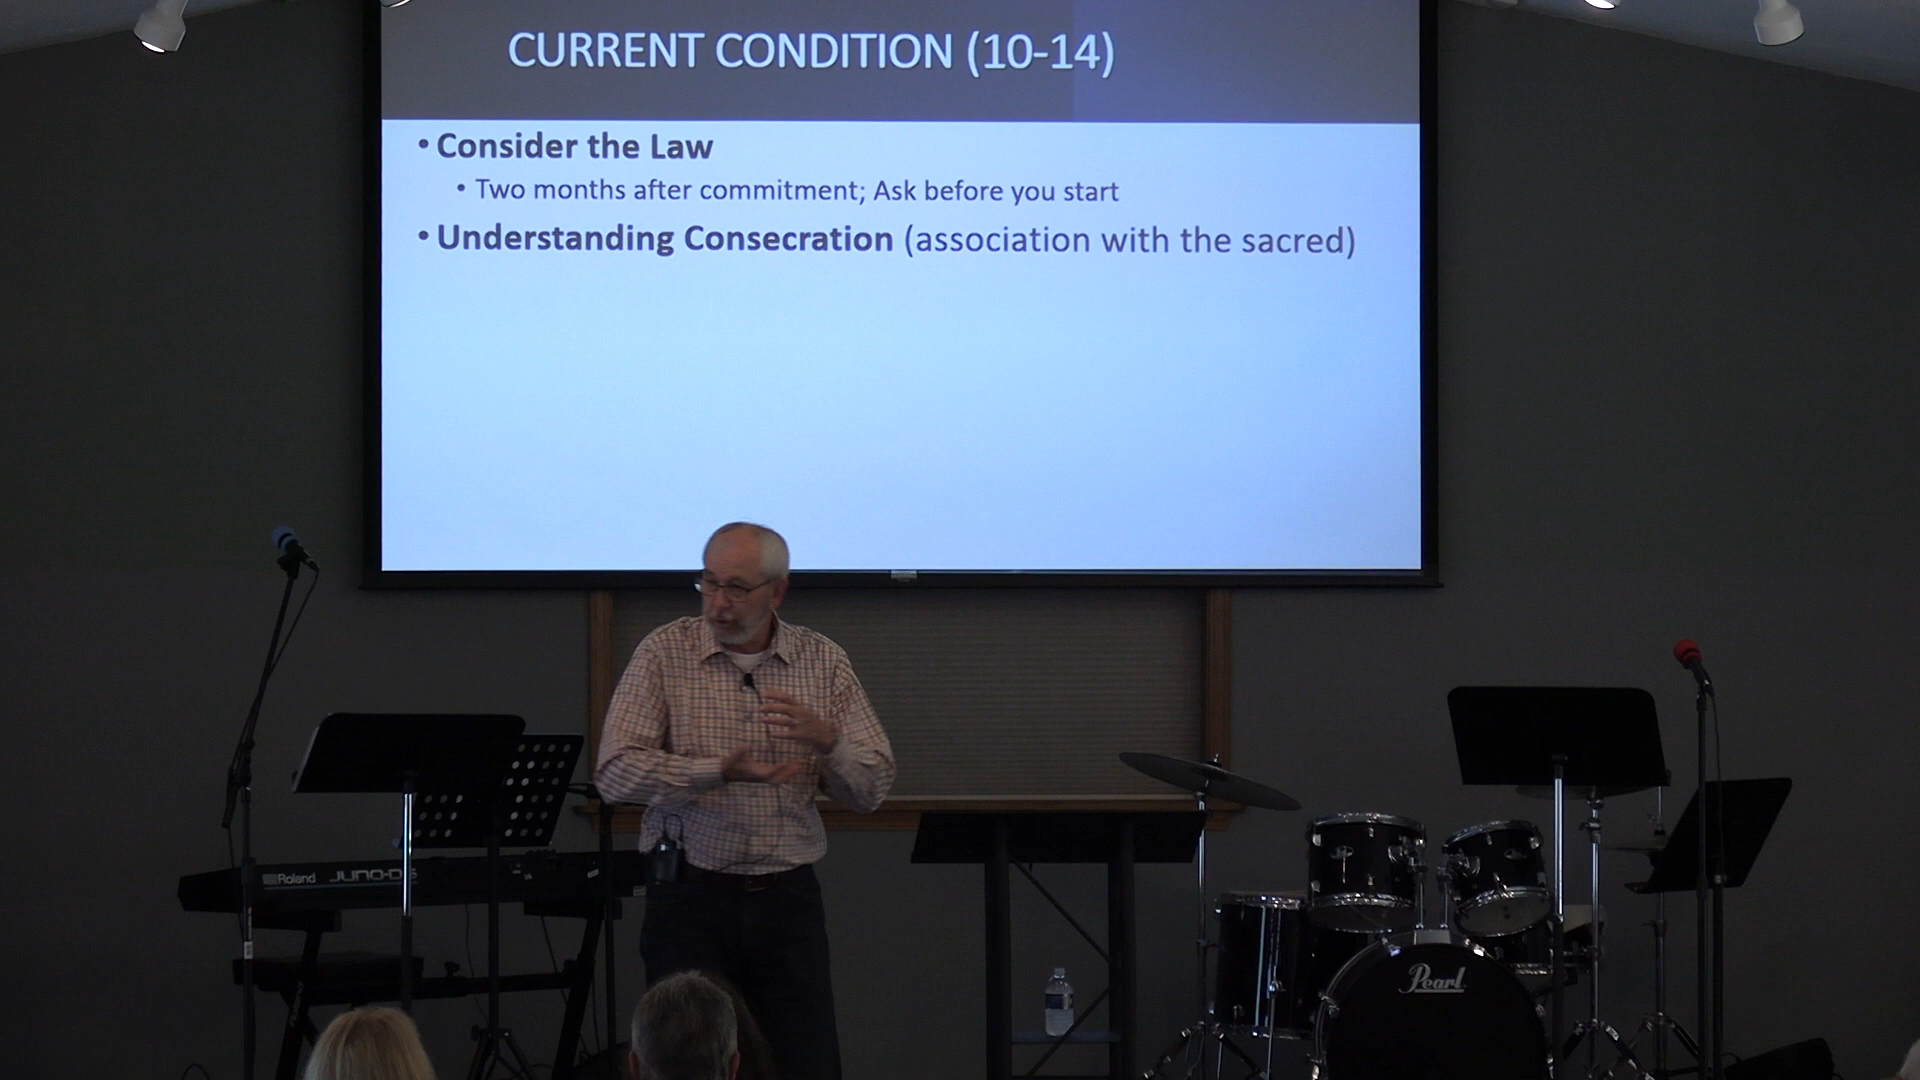 CURRENT CONDITION (10-14)
• Consider the Law
• Two months after commitment; Ask before you start
• Understanding Consecration (association with the sacred)
Roland JUNO-DS
Pearl